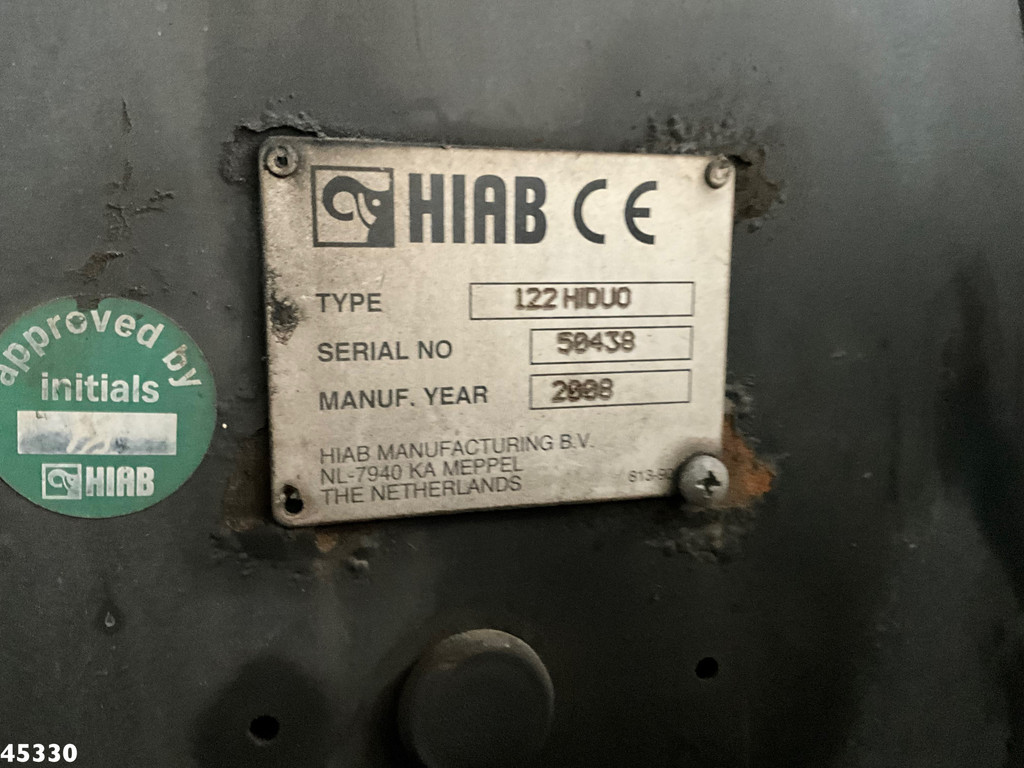 HIAB CE
TYPE 122 HIDUO
SERIAL NO 50438
MANUF. YEAR 2008
HIAB MANUFACTURING B.V.
NL-7940 KA MEPPEL
THE NETHERLANDS
approved by
initials
HIAB
45330